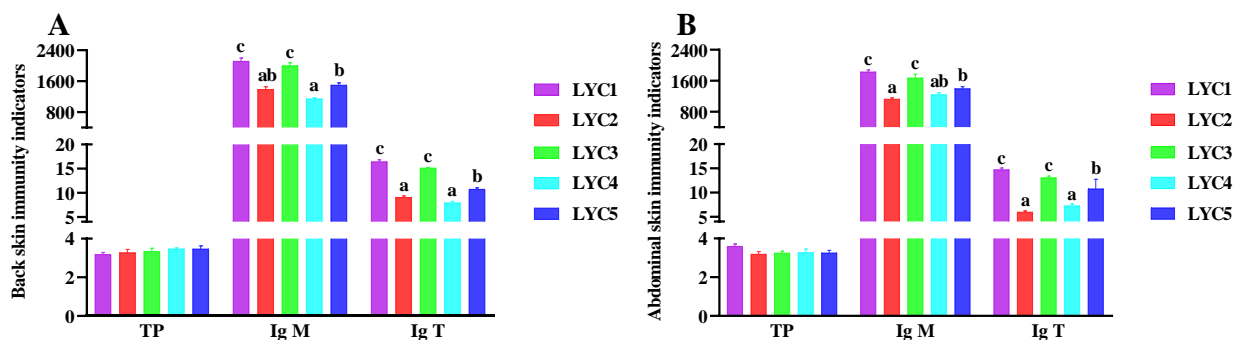 A
Back skin immunity indicators
2400
1600
800
20
15
10
5
4
2
0
c
ab
c
a
b
c
a
c
a
b
TP
Ig M
Ig T
LYC1
LYC2
LYC3
LYC4
LYC5
B
Abdominal skin immunity indicators
2400
1600
800
20
15
10
5
4
2
0
c
a
c
ab
b
c
a
c
a
b
TP
Ig M
Ig T
LYC1
LYC2
LYC3
LYC4
LYC5